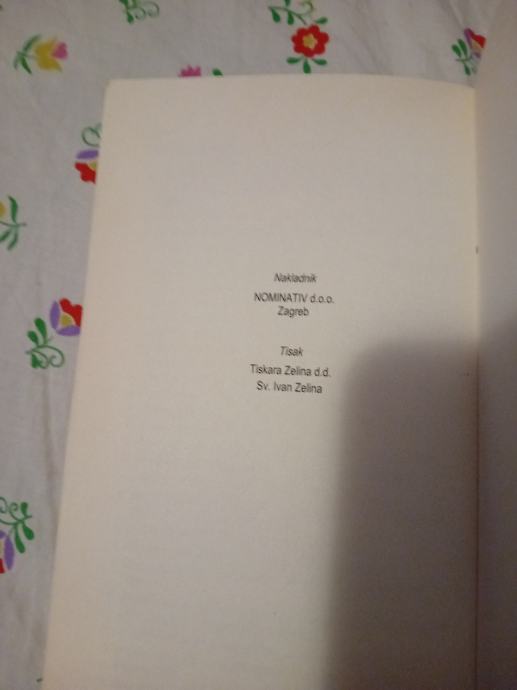 Nakladnik
NOMINATIV d.o.o.
Zagreb
Tisak
Tiskara Zelina d.d.
Sv. Ivan Zelina